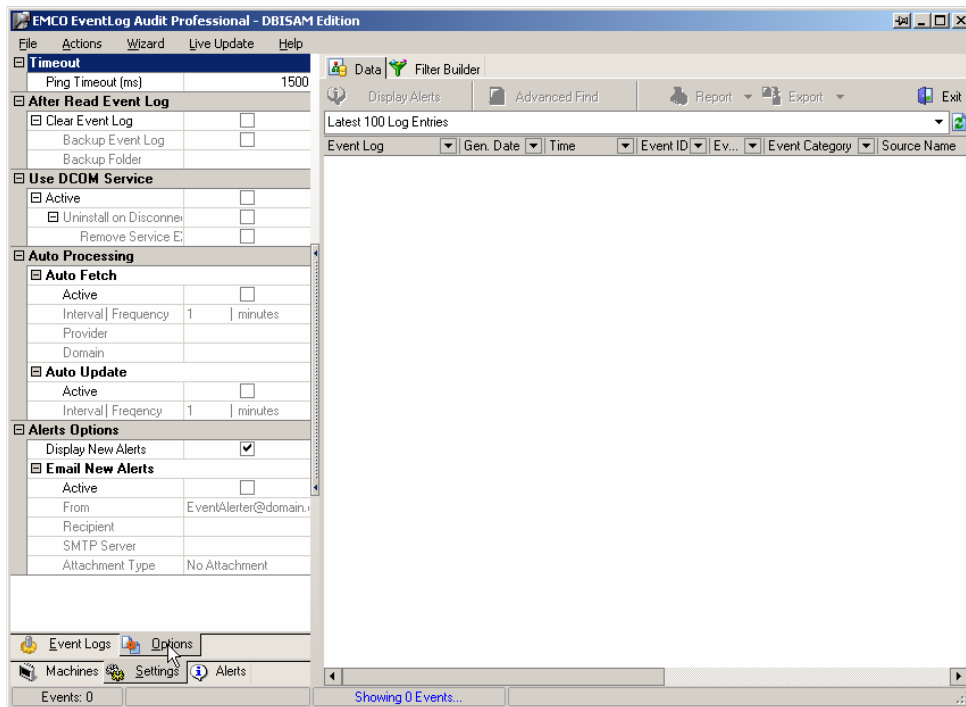 EMCO EventLog Audit Professional - DBISAM Edition
File Actions Wizard Live Update Help
Timeout
Ping Timeout (ms) 1500
After Read Event Log
Clear Event Log
Backup Event Log
Backup Folder
Use DCOM Service
Active
Uninstall on Disconne
Remove Service E
Auto Processing
Auto Fetch
Active
Interval | Frequency 1 | minutes
Provider
Domain
Auto Update
Active
Interval | Freqency 1 | minutes
Alerts Options
Display New Alerts
Email New Alerts
Active
From EventAlerter@domain.
Recipient
SMTP Server
Attachment Type No Attachment
Event Logs Options
Machines Settings Alerts
Events: 0
Data Filter Builder
Display Alerts Advanced Find Report Export Exit
Latest 100 Log Entries
Event Log Gen. Date Time Event ID Ev... Event Category Source Name
Showing 0 Events...